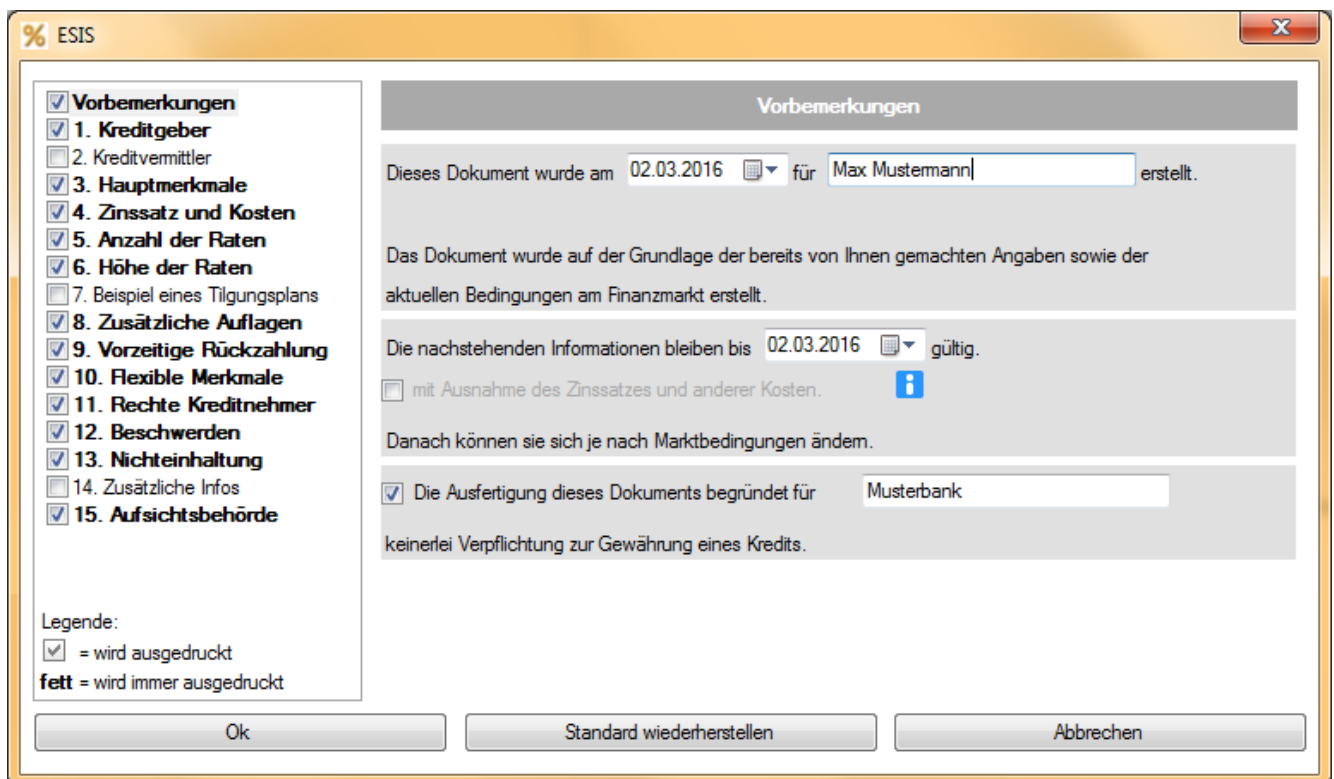 % ESIS
Vorbemerkungen
1. Kreditgeber
2. Kreditvermittler
3. Hauptmerkmale
4. Zinssatz und Kosten
5. Anzahl der Raten
6. Höhe der Raten
7. Beispiel eines Tilgungsplans
8. Zusätzliche Auflagen
9. Vorzeitige Rückzahlung
10. Flexible Merkmale
11. Rechte Kreditnehmer
12. Beschwerden
13. Nichteinhaltung
14. Zusätzliche Infos
15. Aufsichtsbehörde
Legende:
= wird ausgedruckt
fett = wird immer ausgedruckt
Vorbemerkungen
Dieses Dokument wurde am 02.03.2016 für Max Mustermann erstellt.
Das Dokument wurde auf der Grundlage der bereits von Ihnen gemachten Angaben sowie der
aktuellen Bedingungen am Finanzmarkt erstellt.
Die nachstehenden Informationen bleiben bis 02.03.2016 gültig.
mit Ausnahme des Zinssatzes und anderer Kosten. i
Danach können sie sich je nach Marktbedingungen ändern.
Die Ausfertigung dieses Dokuments begründet für Musterbank
keinerlei Verpflichtung zur Gewährung eines Kredits.
Ok Standard wiederherstellen Abbrechen